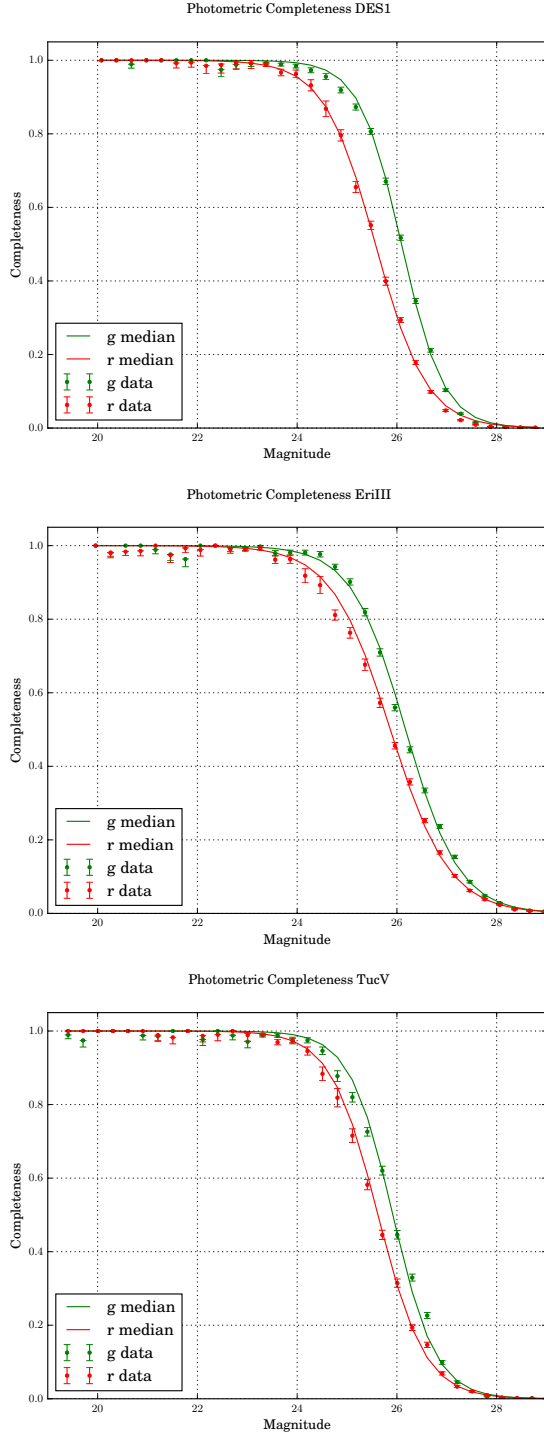 Photometric Completeness DES1
1.0
0.8
0.6
0.4
0.2
0.0
Completeness
g median
r median
g data
r data
20 22 24 26 28
Magnitude
Photometric Completeness EriIII
1.0
0.8
0.6
0.4
0.2
0.0
Completeness
g median
r median
g data
r data
20 22 24 26 28
Magnitude
Photometric Completeness TucV
1.0
0.8
0.6
0.4
0.2
0.0
Completeness
g median
r median
g data
r data
20 22 24 26 28
Magnitude